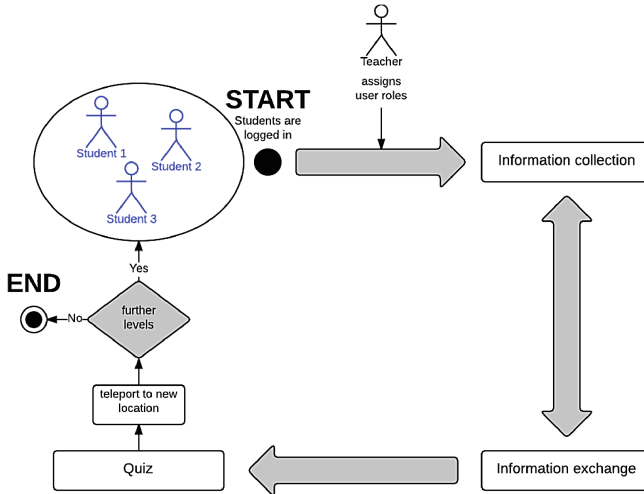 Teacher
assigns
user roles
START
Students are
logged in
Student 1
Student 2
Student 3
Information collection
Yes
END
No
further
levels
teleport to new
location
Quiz
Information exchange